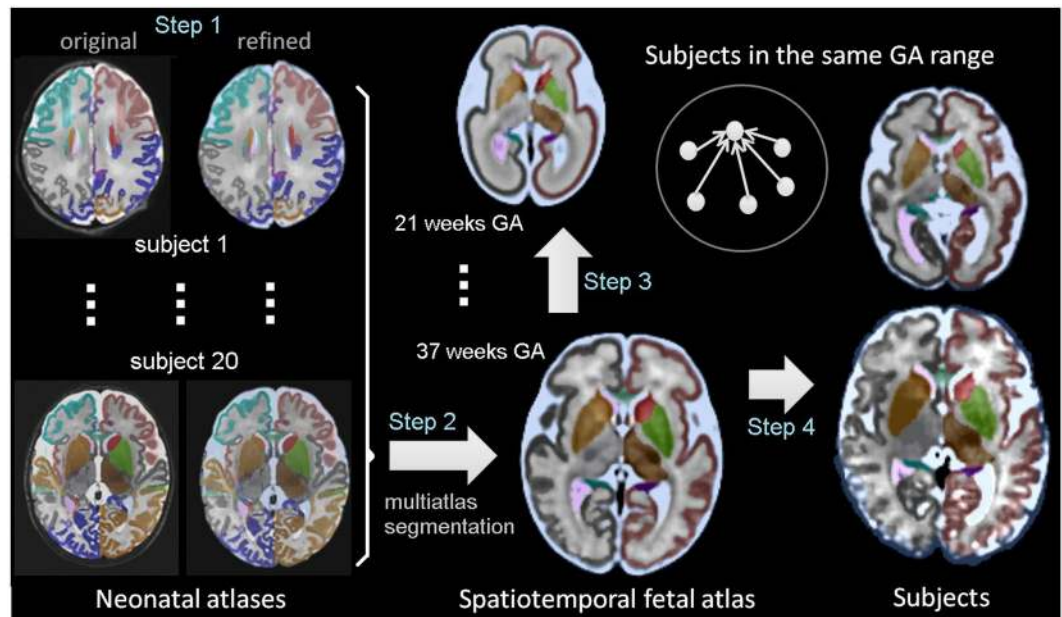 Step 1
original
refined
subject 1
subject 20
Neonatal atlases
Step 2
multiatlas
segmentation
21 weeks GA
Step 3
37 weeks GA
Spatiotemporal fetal atlas
Subjects in the same GA range
Step 4
Subjects